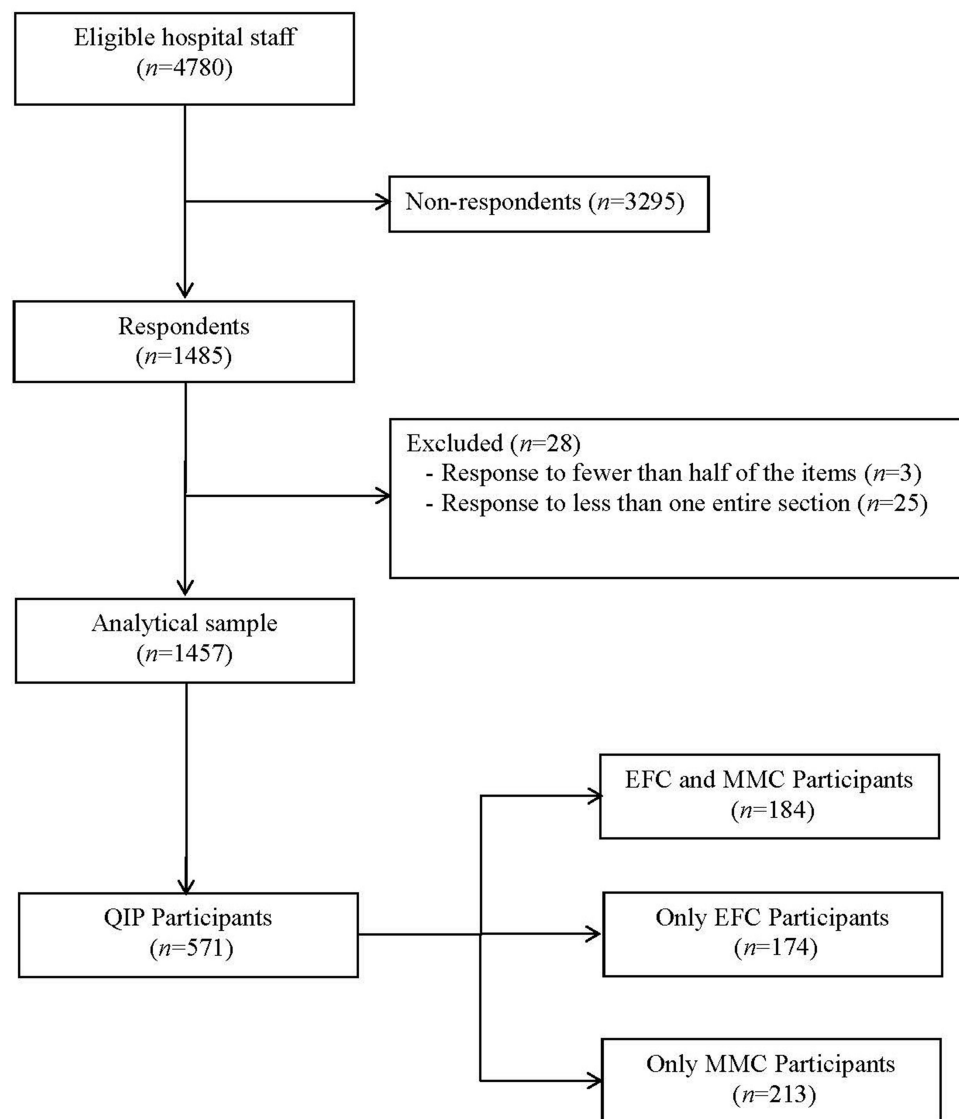 Eligible hospital staff
(n=4780)
Non-respondents (n=3295)
Respondents
(n=1485)
Excluded (n=28)
- Response to fewer than half of the items (n=3)
- Response to less than one entire section (n=25)
Analytical sample
(n=1457)
EFC and MMC Participants
(n=184)
QIP Participants
(n=571)
Only EFC Participants
(n=174)
Only MMC Participants
(n=213)